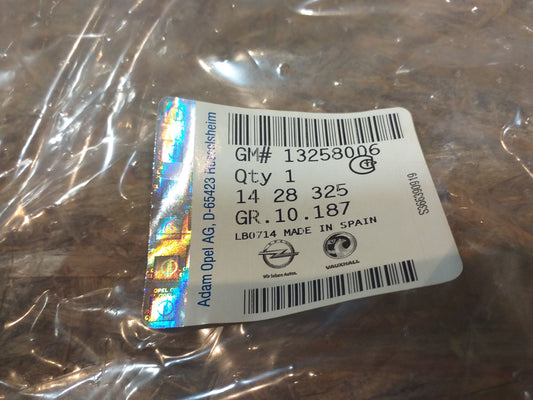 GM# 13258006
Qty 1
14 28 325
GR.10.187
LB0714 MADE IN SPAIN
Wir leben Autos.
VAUXHALL
Adam Opel AG, D-65423 Rüsselsheim
S3865939019